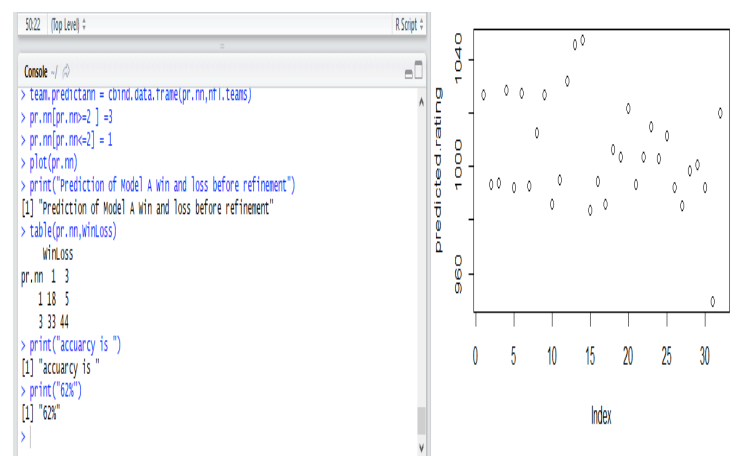 50:22 (Top Level) R Script
Console ~/
> team.predictann = cbind.data.frame(pr.nn,nfl.teams)
> pr.nn[pr.nn>=2 ] =3
> pr.nn[pr.nn<=2] = 1
> plot(pr.nn)
> print("Prediction of Model A Win and loss before refinement")
[1] "Prediction of Model A Win and loss before refinement"
> table(pr.nn,WinLoss)
WinLoss
pr.nn 1 3
1 18 5
3 33 44
> print("accuarcy is ")
[1] "accuarcy is "
> print("62%")
[1] "62%"
>
predicted.rating
1040
1000
960
0 5 10 15 20 25 30
Index